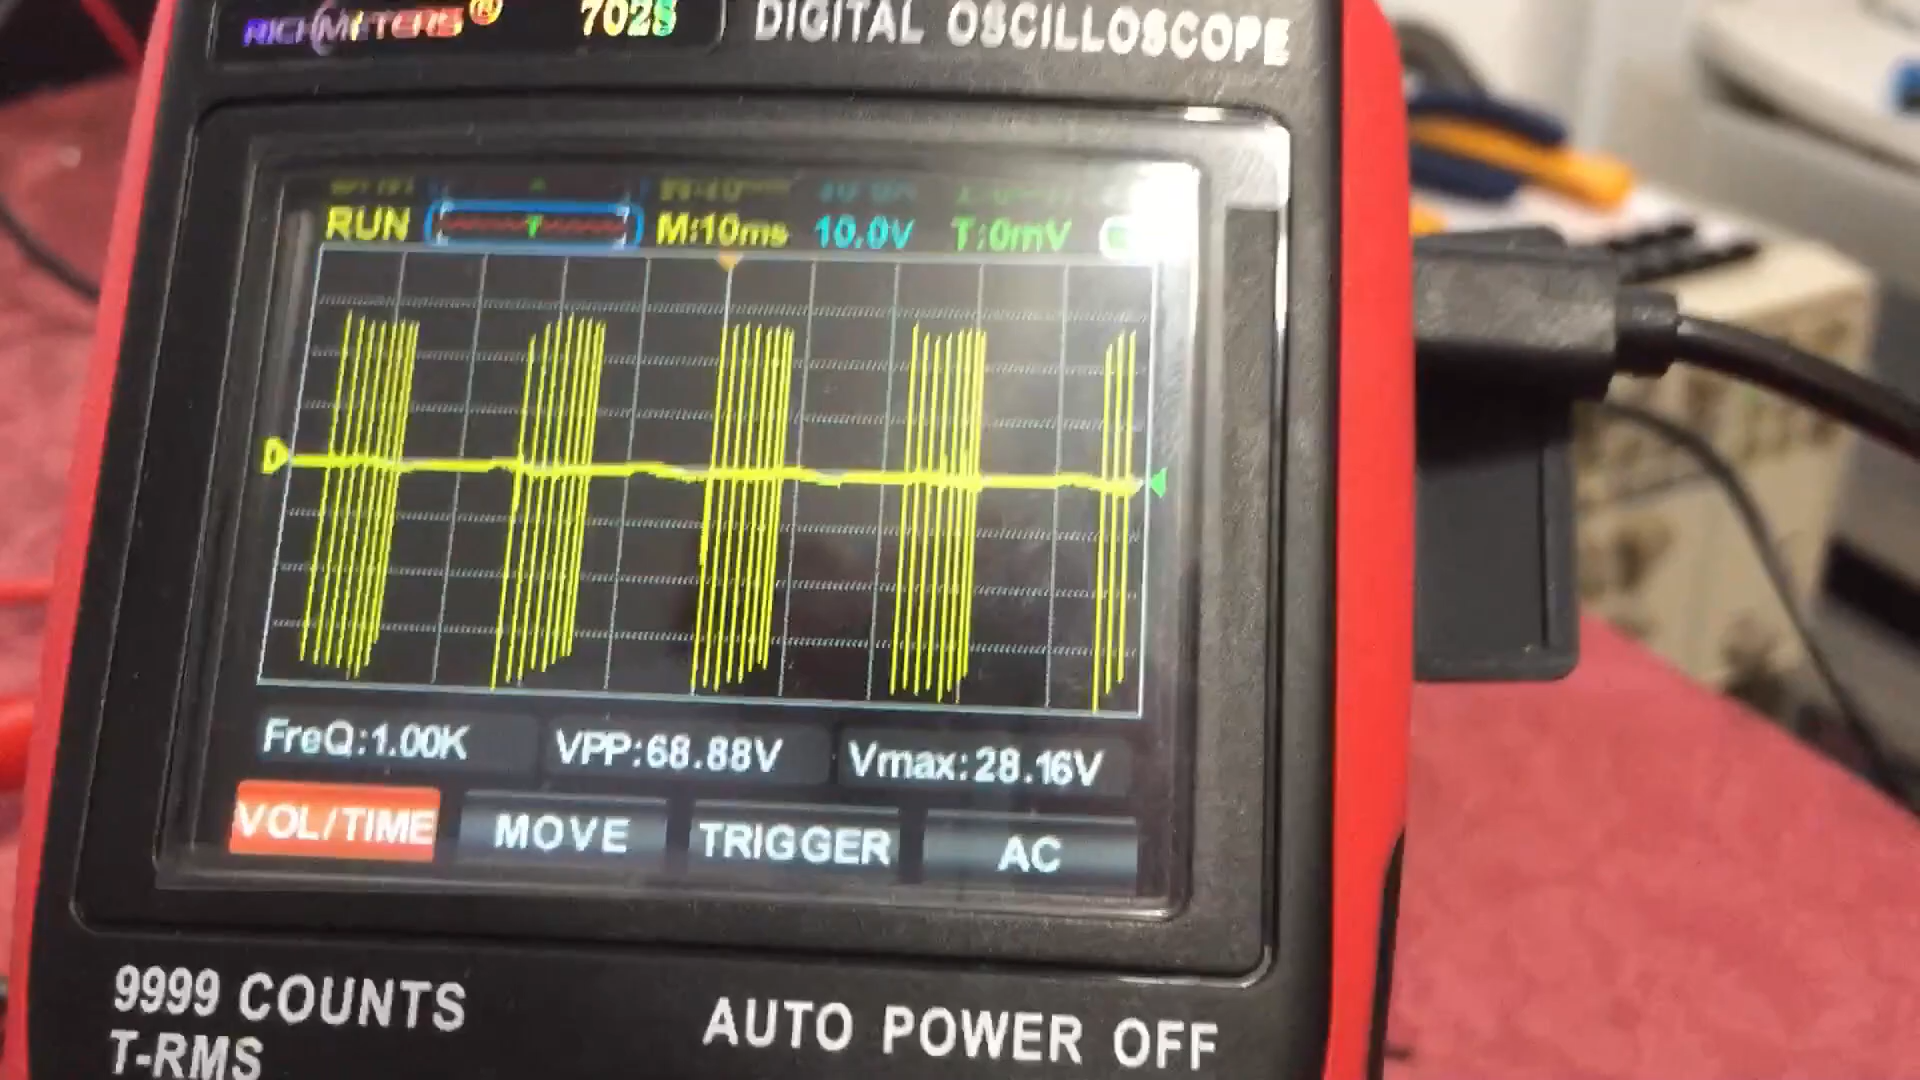 RICHMETERS® 702S DIGITAL OSCILLOSCOPE
RUN T M:10ms 10.0V T:0mV
FreQ:1.00K VPP:68.88V Vmax:28.16V
VOL/TIME MOVE TRIGGER AC
9999 COUNTS
T-RMS
AUTO POWER OFF